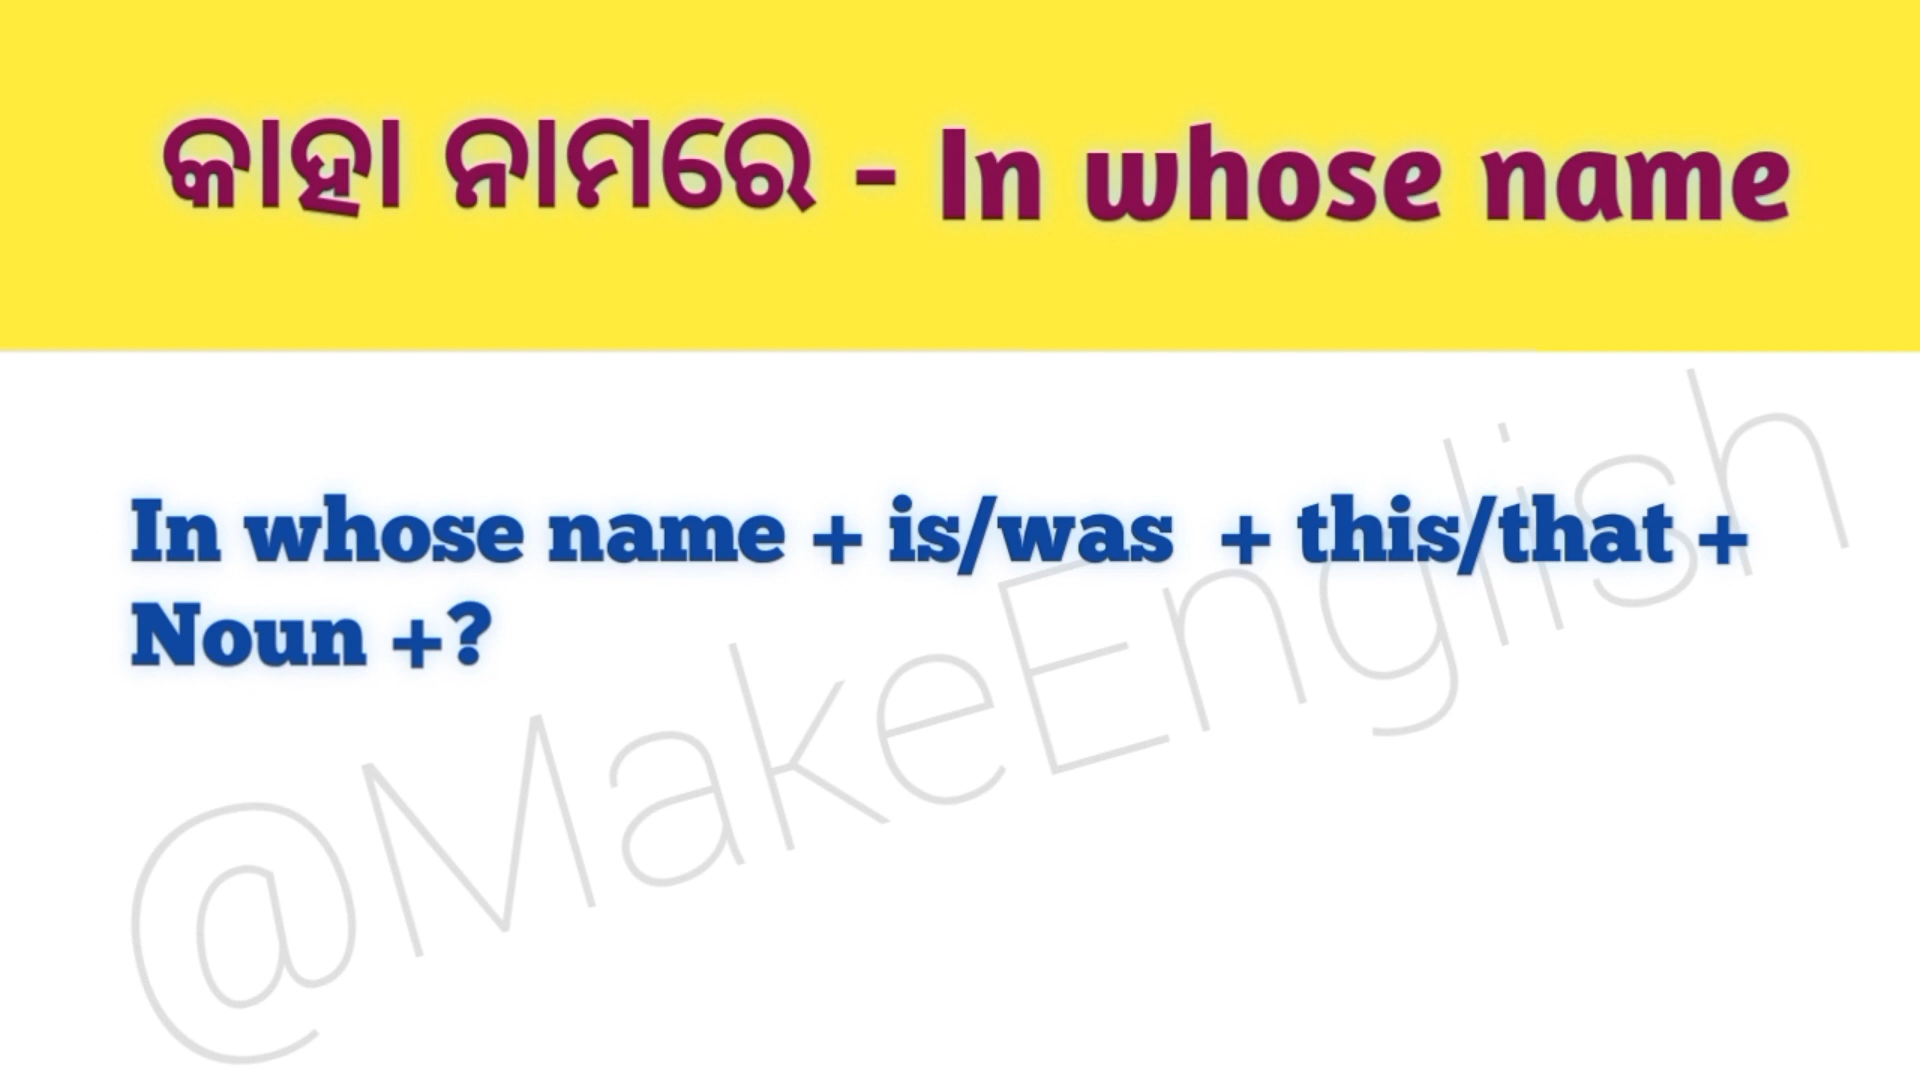 କାହା ନାମରେ - In whose name
In whose name + is/was + this/that +
Noun +?
@MakeEnglish